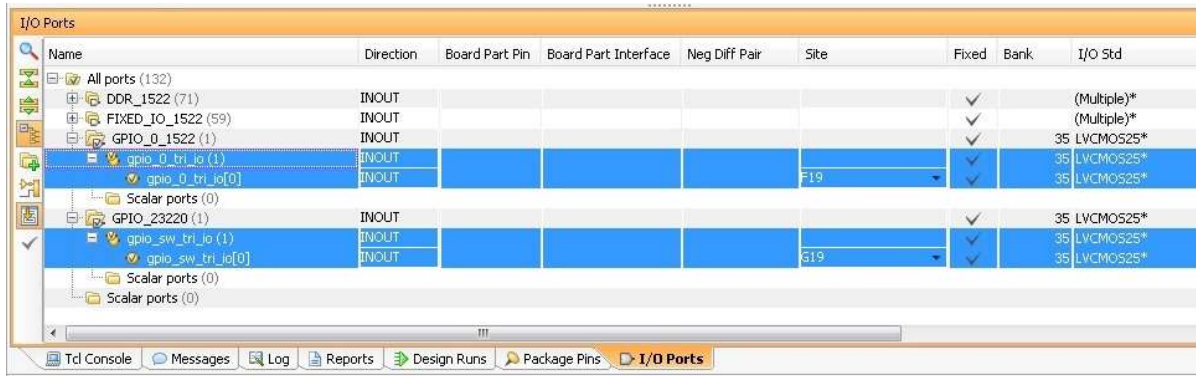 I/O Ports
Name Direction Board Part Pin Board Part Interface Neg Diff Pair Site Fixed Bank I/O Std
All ports (132)
DDR_1522 (71) INOUT (Multiple)*
FIXED_IO_1522 (59) INOUT (Multiple)*
GPIO_0_1522 (1) INOUT 35 LVCMOS25*
gpio_0_tri_io (1) INOUT 35 LVCMOS25*
gpio_0_tri_io[0] INOUT F19 35 LVCMOS25*
Scalar ports (0)
GPIO_23220 (1) INOUT 35 LVCMOS25*
gpio_sw_tri_io (1) INOUT 35 LVCMOS25*
gpio_sw_tri_io[0] INOUT G19 35 LVCMOS25*
Scalar ports (0)
Scalar ports (0)
Tcl Console Messages Log Reports Design Runs Package Pins I/O Ports